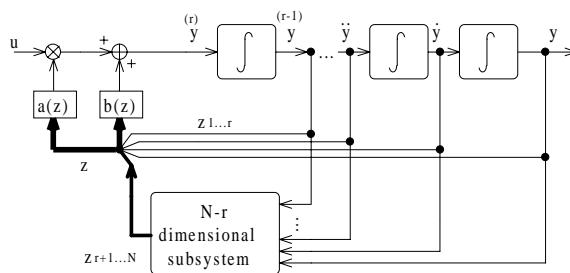 (r) (r-1)
u + y ∫ y ... ÿ ∫ ẏ ∫ y
+
a(z) b(z)
z 1...r
z
N-r
dimensional
subsystem
⋮
z r+1...N